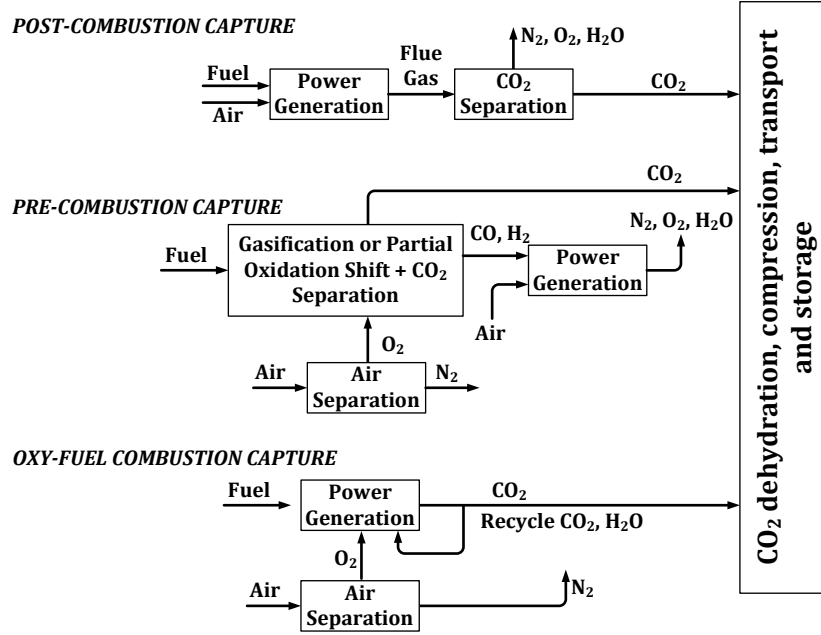 POST-COMBUSTION CAPTURE
N₂, O₂, H₂O
Fuel
Air
Power
Generation
Flue
Gas
CO₂
Separation
CO₂
PRE-COMBUSTION CAPTURE
CO₂
Fuel
Gasification or Partial
Oxidation Shift + CO₂
Separation
CO, H₂
Air
Power
Generation
N₂, O₂, H₂O
O₂
Air
Air
Separation
N₂
OXY-FUEL COMBUSTION CAPTURE
Fuel
Power
Generation
CO₂
Recycle CO₂, H₂O
O₂
Air
Air
Separation
N₂
CO₂ dehydration, compression, transport
and storage